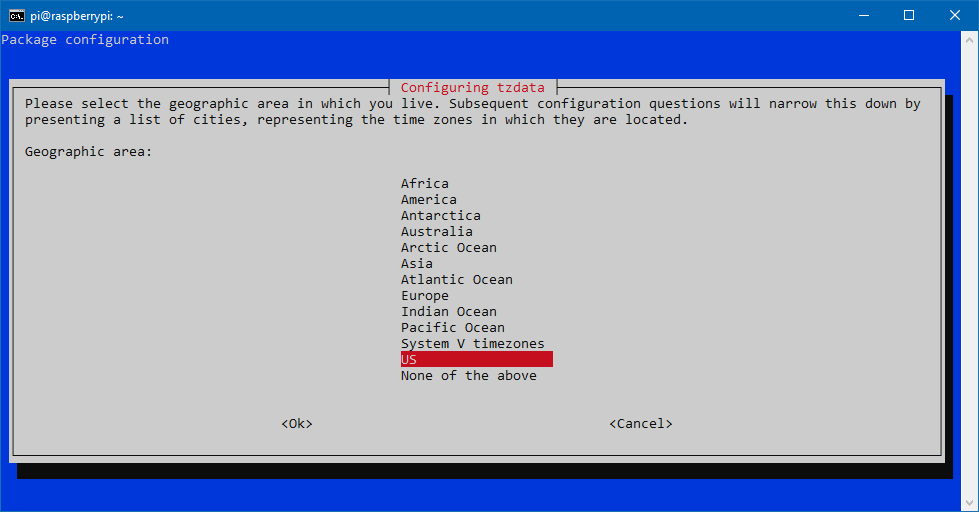 pi@raspberrypi: ~
Package configuration
Configuring tzdata
Please select the geographic area in which you live. Subsequent configuration questions will narrow this down by
presenting a list of cities, representing the time zones in which they are located.
Geographic area:
Africa
America
Antarctica
Australia
Arctic Ocean
Asia
Atlantic Ocean
Europe
Indian Ocean
Pacific Ocean
System V timezones
US
None of the above
<Ok> <Cancel>